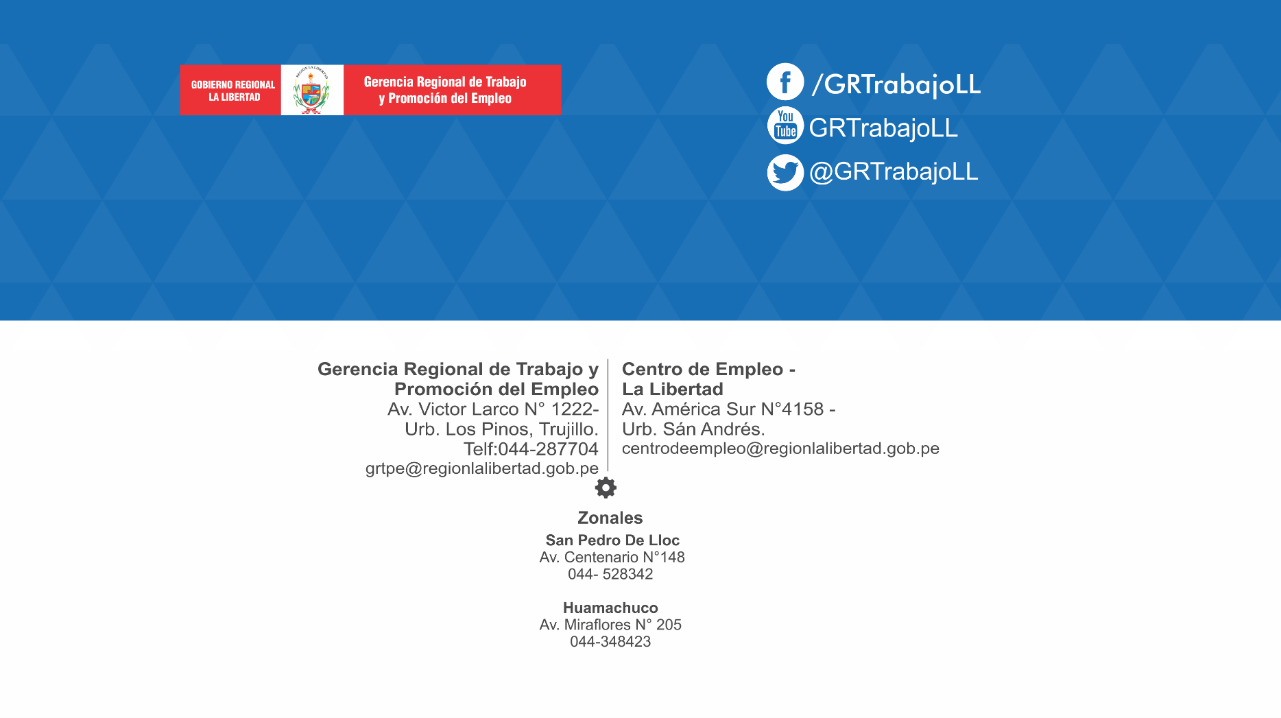 GOBIERNO REGIONAL
LA LIBERTAD
Gerencia Regional de Trabajo
y Promoción del Empleo
/GRTrabajoLL
You
Tube
GRTrabajoLL
@GRTrabajoLL
Gerencia Regional de Trabajo y
Promoción del Empleo
Av. Victor Larco N° 1222-
Urb. Los Pinos, Trujillo.
Telf:044-287704
grtpe@regionlalibertad.gob.pe
Centro de Empleo -
La Libertad
Av. América Sur N°4158 -
Urb. Sán Andrés.
centrodeempleo@regionlalibertad.gob.pe
Zonales
San Pedro De Lloc
Av. Centenario N°148
044- 528342
Huamachuco
Av. Miraflores N° 205
044-348423